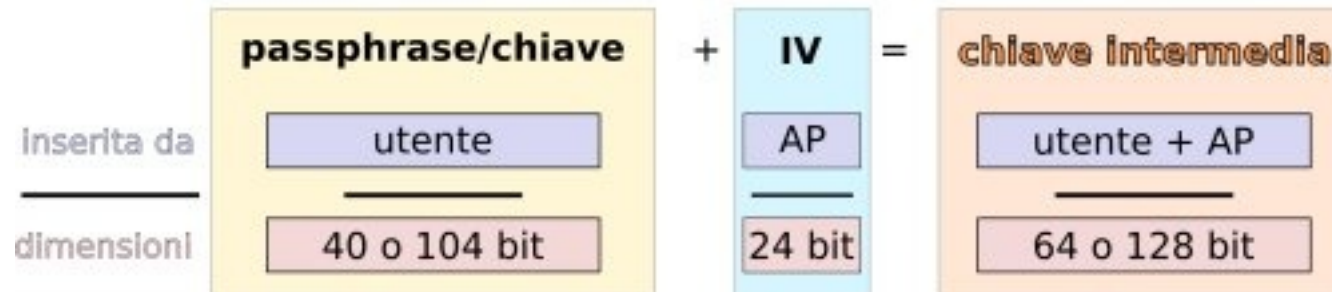 passphrase/chiave + IV = chiave intermedia
inserita da utente AP utente + AP
dimensioni 40 o 104 bit 24 bit 64 o 128 bit